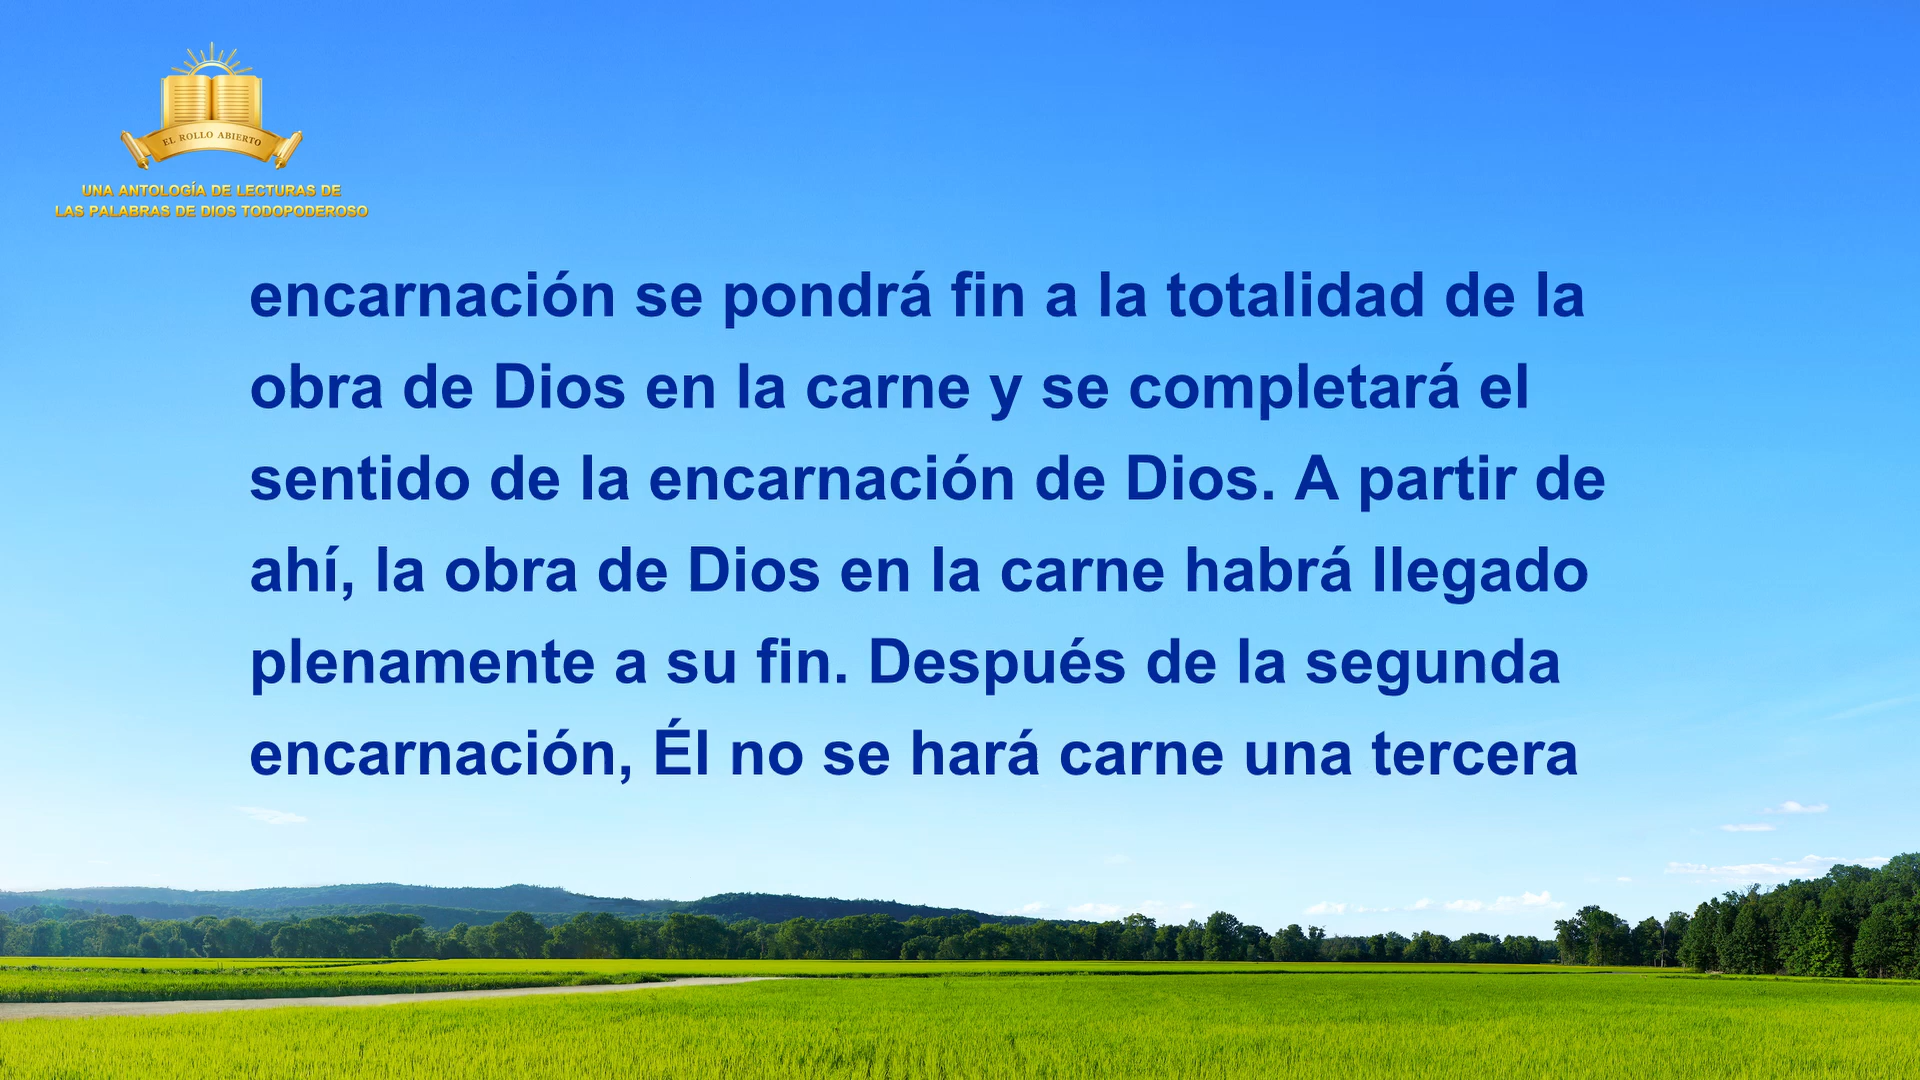 EL ROLLO ABIERTO
UNA ANTOLOGÍA DE LECTURAS DE
LAS PALABRAS DE DIOS TODOPODEROSO
encarnación se pondrá fin a la totalidad de la
obra de Dios en la carne y se completará el
sentido de la encarnación de Dios. A partir de
ahí, la obra de Dios en la carne habrá llegado
plenamente a su fin. Después de la segunda
encarnación, Él no se hará carne una tercera